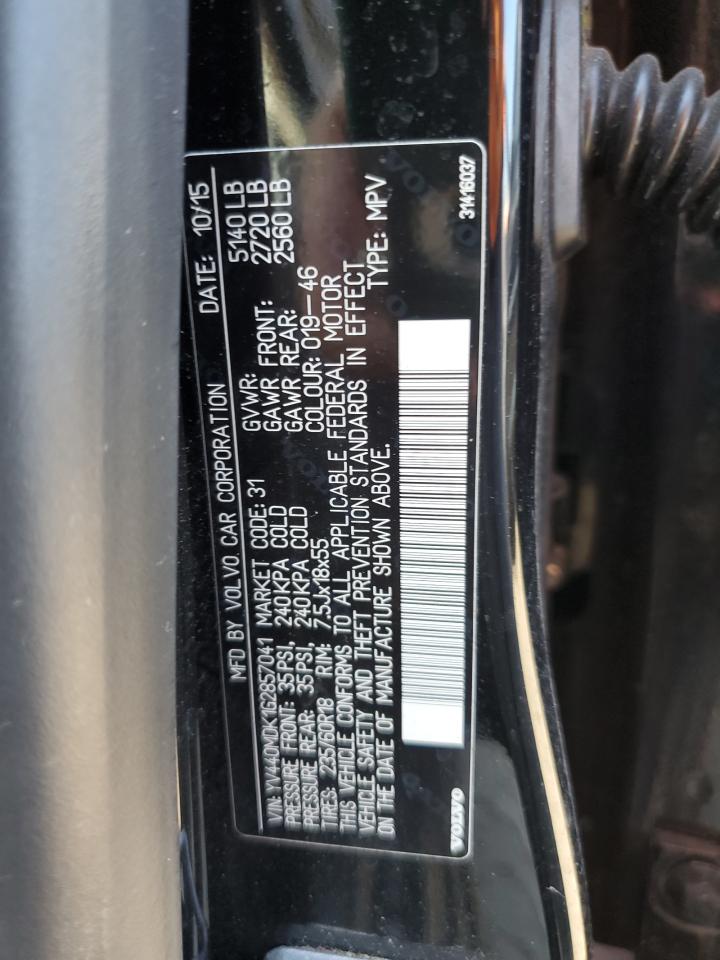 MFD BY VOLVO CAR CORPORATION DATE: 10/15
VIN: YV440MDK1G2857041 MARKET CODE: 31 GVWR: 5140 LB
PRESSURE FRONT: 35PSI, 240KPA COLD GAWR FRONT: 2720 LB
PRESSURE REAR: 35PSI, 240KPA COLD GAWR REAR: 2560 LB
TIRES: 235/60R18 RIM: 7.5Jx18x55 COLOUR: 019-46
THIS VEHICLE CONFORMS TO ALL APPLICABLE FEDERAL MOTOR
VEHICLE SAFETY AND THEFT PREVENTION STANDARDS IN EFFECT
ON THE DATE OF MANUFACTURE SHOWN ABOVE. TYPE: MPV
VOLVO 31416037